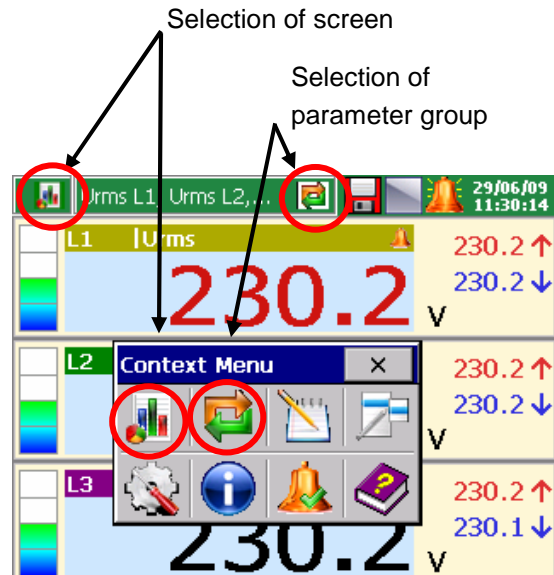 Selection of screen
Selection of
parameter group
Urms L1, Urms L2,...
29/06/09
11:30:14
L1 |Urms
230.2
230.2↑
230.2↓
V
L2
Context Menu
×
230.2↑
230.2↓
V
L3
230.2
230.2↑
230.1↓
V